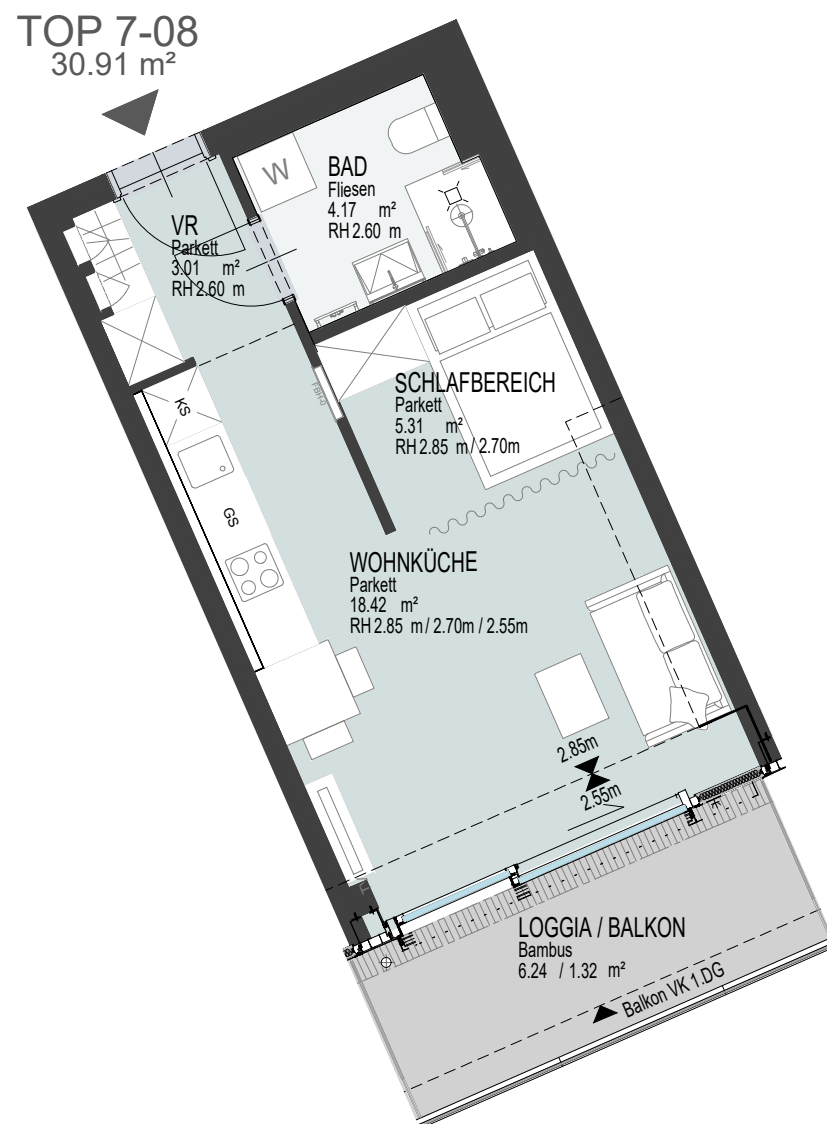 TOP 7-08
30.91 m²
W
BAD
Fliesen
4.17 m²
RH 2.60 m
VR
Parkett
3.01 m²
RH 2.60 m
SCHLAFBEREICH
Parkett
5.31 m²
RH 2.85 m / 2.70m
KS
GS
WOHNKÜCHE
Parkett
18.42 m²
RH 2.85 m / 2.70m / 2.55m
2.85m
2.55m
LOGGIA / BALKON
Bambus
6.24 / 1.32 m²
Balkon VK 1.DG